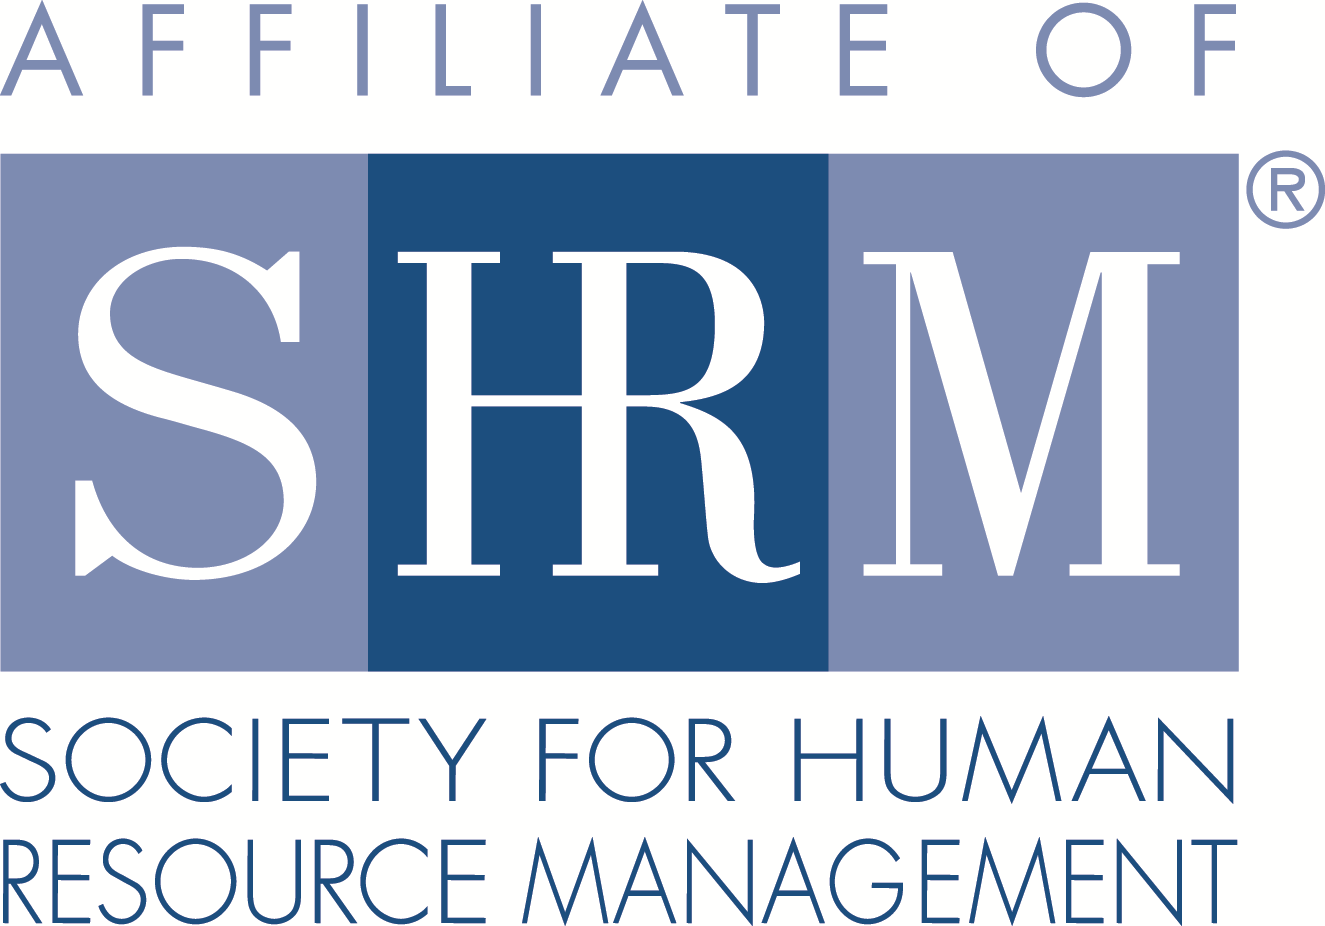 AFFILIATE OF
SHRM®
SOCIETY FOR HUMAN
RESOURCE MANAGEMENT